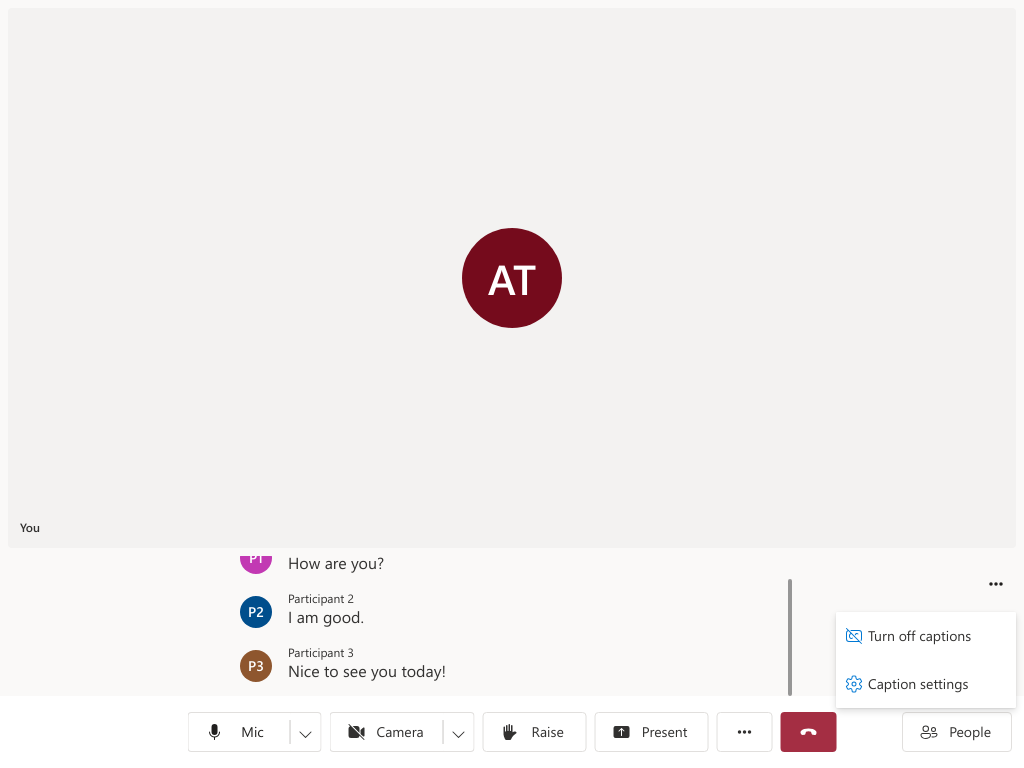 AT
You
P1
How are you?
Participant 2
P2
I am good.
Participant 3
P3
Nice to see you today!
Turn off captions
Caption settings
Mic
Camera
Raise
Present
People